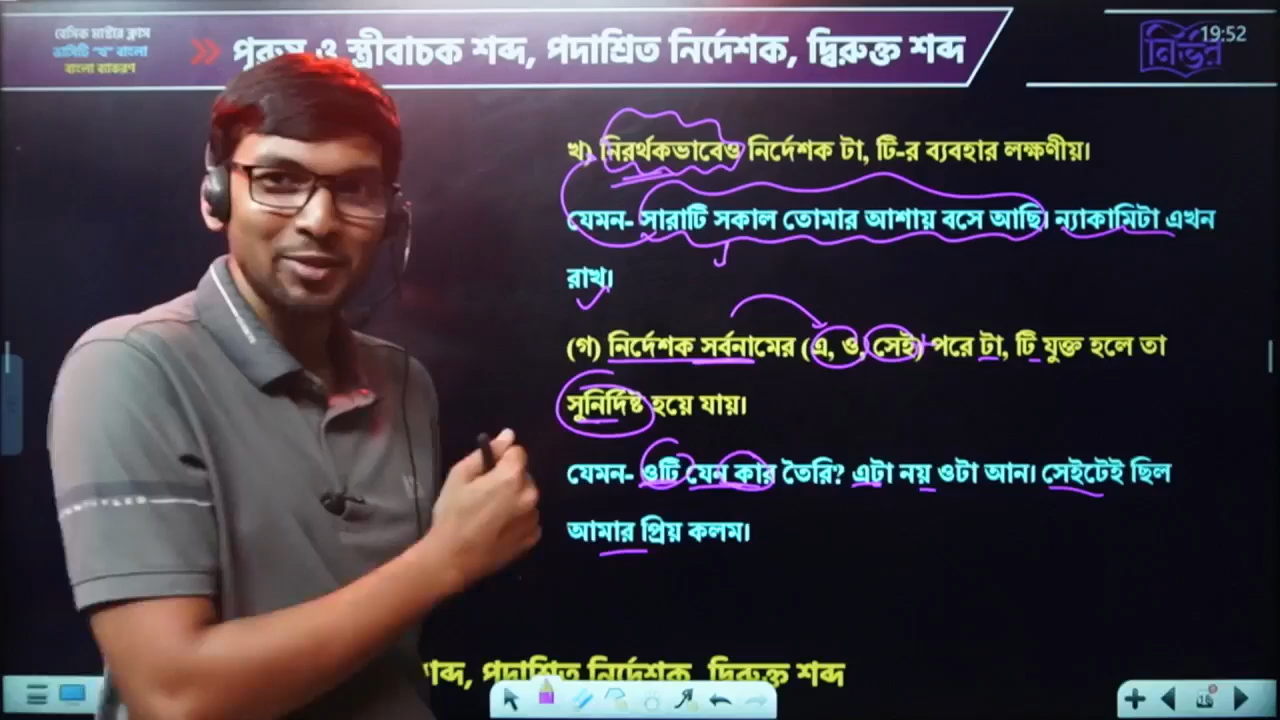 বেসিক মাস্টার ক্লাস
ভার্সিটি "খ" বাংলা
বাংলা ব্যাকরণ
পুরুষ ও স্ত্রীবাচক শব্দ, পদাশ্রিত নির্দেশক, দ্বিরুক্ত শব্দ
19:52
নির্ভর
খ) নিরর্থকভাবেও নির্দেশক টা, টি-র ব্যবহার লক্ষণীয়।
যেমন- সারাটি সকাল তোমার আশায় বসে আছি। ন্যাকামিটা এখন
রাখ।
(গ) নির্দেশক সর্বনামের (এ, ও, সেই) পরে টা, টি যুক্ত হলে তা
সুনির্দিষ্ট হয়ে যায়।
যেমন- ওটি যেন কার তৈরি? এটা নয় ওটা আন। সেইটেই ছিল
আমার প্রিয় কলম।
শব্দ, পদাশ্রিত নির্দেশক, দ্বিরুক্ত শব্দ